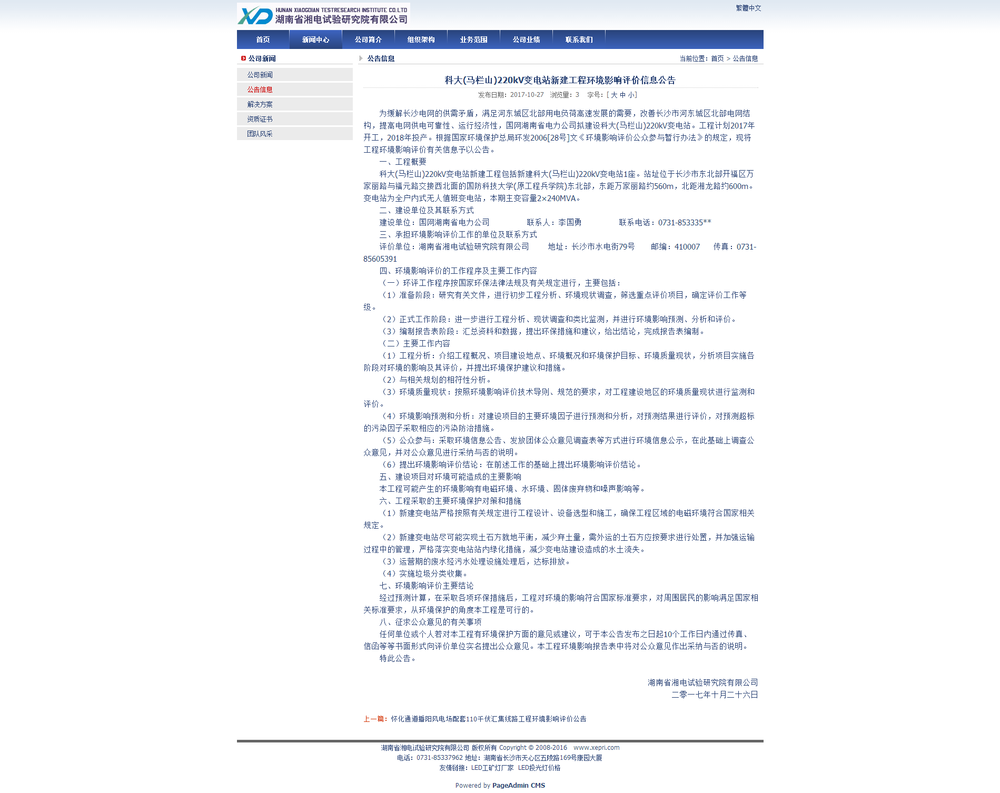 HUNAN XIAOGDIAN TESTRESEARCH INSTITUTE CO.LTD
湖南省湘电试验研究院有限公司
繁體中文
首页 新闻中心 公司简介 组织架构 业务范围 公司业绩 联系我们
公司新闻
公司新闻
公告信息
解决方案
资质证书
团队风采
公告信息
当前位置：首页 > 公告信息
科大(马栏山)220kV变电站新建工程环境影响评价信息公告
发布日期：2017-10-27 浏览量：3 字号：[ 大 中 小]
为缓解长沙电网的供需矛盾，满足河东城区北部用电负荷高速发展的需要，改善长沙市河东城区北部电网结
构，提高电网供电可靠性、运行经济性，国网湖南省电力公司拟建设科大(马栏山)220kV变电站。工程计划2017年
开工，2018年投产。根据国家环境保护总局环发2006[28号]文《环境影响评价公众参与暂行办法》的规定，现将
工程环境影响评价有关信息予以公告。
一、工程概要
科大(马栏山)220kV变电站新建工程包括新建科大(马栏山)220kV变电站1座。站址位于长沙市东北部开福区万
家丽路与福元路交接西北面的国防科技大学(原工程兵学院)东北部，东距万家丽路约560m，北距湘龙路约600m。
变电站为全户内式无人值班变电站，本期主变容量2×240MVA。
二、建设单位及其联系方式
建设单位：国网湖南省电力公司 联系人：李国勇 联系电话：0731-853335**
三、承担环境影响评价工作的单位及联系方式
评价单位：湖南省湘电试验研究院有限公司 地址：长沙市水电街79号 邮编：410007 传真：0731-
85605391
四、环境影响评价的工作程序及主要工作内容
（一）环评工作程序按国家环保法律法规及有关规定进行，主要包括：
（1）准备阶段：研究有关文件，进行初步工程分析、环境现状调查，筛选重点评价项目，确定评价工作等
级。
（2）正式工作阶段：进一步进行工程分析、现状调查和类比监测，并进行环境影响预测、分析和评价。
（3）编制报告表阶段：汇总资料和数据，提出环保措施和建议，给出结论，完成报告表编制。
（二）主要工作内容
（1）工程分析：介绍工程概况、项目建设地点、环境概况和环境保护目标、环境质量现状，分析项目实施各
阶段对环境的影响及其评价，并提出环境保护建议和措施。
（2）与相关规划的相符性分析。
（3）环境质量现状：按照环境影响评价技术导则、规范的要求，对工程建设地区的环境质量现状进行监测和
评价。
（4）环境影响预测和分析：对建设项目的主要环境因子进行预测和分析，对预测结果进行评价，对预测超标
的污染因子采取相应的污染防治措施。
（5）公众参与：采取环境信息公告、发放团体公众意见调查表等方式进行环境信息公示，在此基础上调查公
众意见，并对公众意见进行采纳与否的说明。
（6）提出环境影响评价结论：在前述工作的基础上提出环境影响评价结论。
五、建设项目对环境可能造成的主要影响
本工程可能产生的环境影响有电磁环境、水环境、固体废弃物和噪声影响等。
六、工程采取的主要环境保护对策和措施
（1）新建变电站严格按照有关规定进行工程设计、设备选型和施工，确保工程区域的电磁环境符合国家相关
规定。
（2）新建变电站尽可能实现土石方就地平衡，减少弃土量，需外运的土石方应按要求进行处置，并加强运输
过程中的管理，严格落实变电站站内绿化措施，减少变电站建设造成的水土流失。
（3）运营期的废水经污水处理设施处理后，达标排放。
（4）实施垃圾分类收集。
七、环境影响评价主要结论
经过预测计算，在采取各项环保措施后，工程对环境的影响符合国家标准要求，对周围居民的影响满足国家相
关标准要求，从环境保护的角度本工程是可行的。
八、征求公众意见的有关事项
任何单位或个人若对本工程有环境保护方面的意见或建议，可于本公告发布之日起10个工作日内通过传真、
信函等等书面形式向评价单位实名提出公众意见。本工程环境影响报告表中将对公众意见作出采纳与否的说明。
特此公告。
湖南省湘电试验研究院有限公司
二零一七年十月二十六日
上一篇：怀化通道播阳风电场配套110千伏汇集线路工程环境影响评价公告
湖南省湘电试验研究院有限公司 版权所有 Copyright © 2008-2016 www.xepri.com
电话：0731-85337962 地址：湖南省长沙市天心区五陵路169号康园大厦
友情链接：LED工矿灯厂家 LED投光灯价格
Powered by PageAdmin CMS